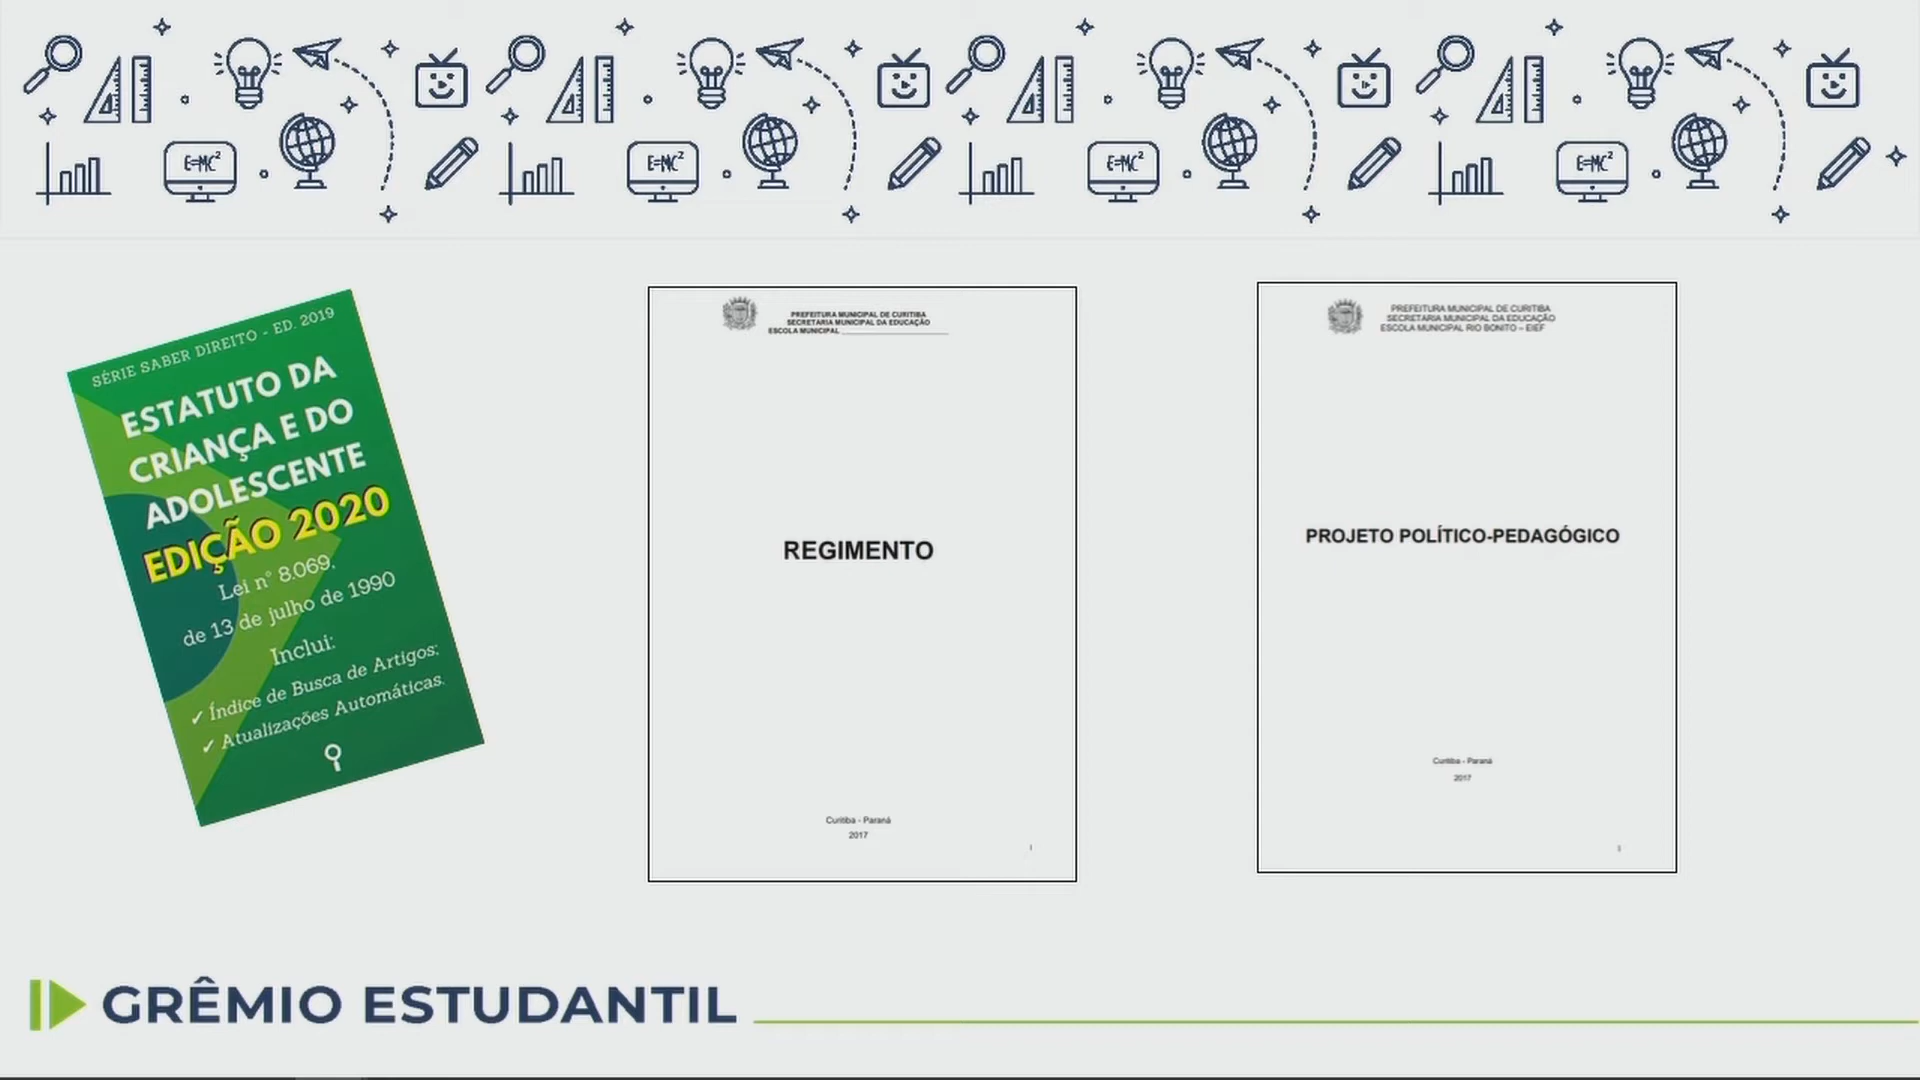 E=MC²
E=MC²
E=MC²
E=MC²
SÉRIE SABER DIREITO - ED. 2019
ESTATUTO DA
CRIANÇA E DO
ADOLESCENTE
EDIÇÃO 2020
Lei n° 8.069,
de 13 de julho de 1990
Inclui:
✓ Índice de Busca de Artigos;
✓ Atualizações Automáticas.
PREFEITURA MUNICIPAL DE CURITIBA
SECRETARIA MUNICIPAL DA EDUCAÇÃO
ESCOLA MUNICIPAL
REGIMENTO
Curitiba - Paraná
2017
PREFEITURA MUNICIPAL DE CURITIBA
SECRETARIA MUNICIPAL DA EDUCAÇÃO
ESCOLA MUNICIPAL RIO BONITO – EIEF
PROJETO POLÍTICO-PEDAGÓGICO
Curitiba - Paraná
2017
GRÊMIO ESTUDANTIL